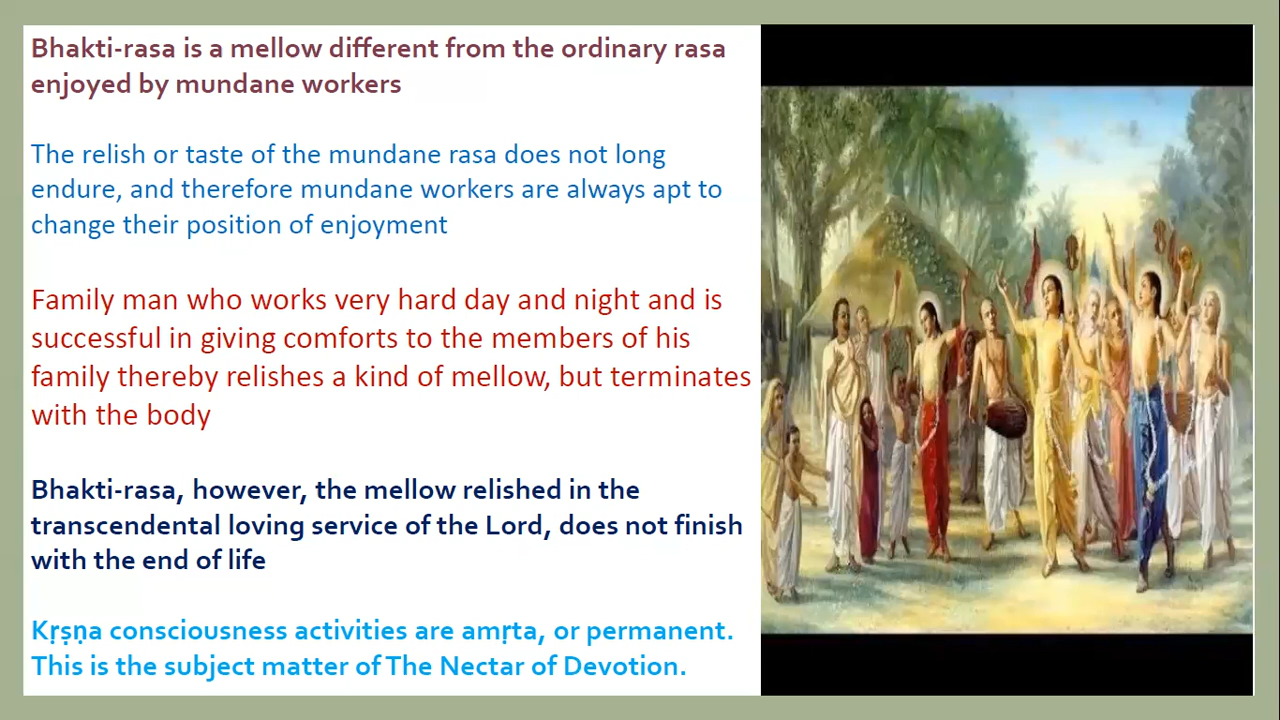 Bhakti-rasa is a mellow different from the ordinary rasa
enjoyed by mundane workers
The relish or taste of the mundane rasa does not long
endure, and therefore mundane workers are always apt to
change their position of enjoyment
Family man who works very hard day and night and is
successful in giving comforts to the members of his
family thereby relishes a kind of mellow, but terminates
with the body
Bhakti-rasa, however, the mellow relished in the
transcendental loving service of the Lord, does not finish
with the end of life
Kṛṣṇa consciousness activities are amṛta, or permanent.
This is the subject matter of The Nectar of Devotion.